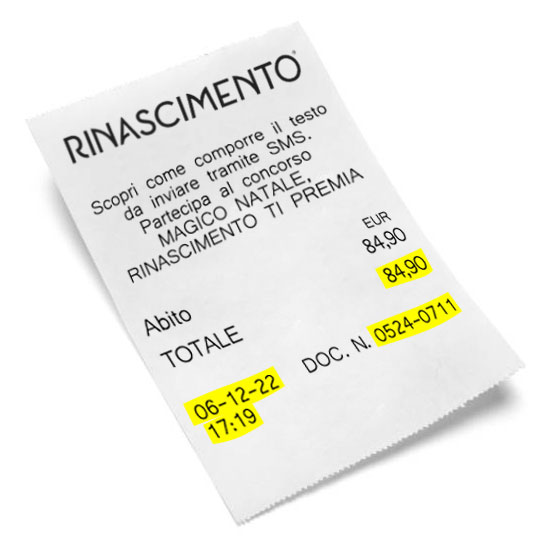 RINASCIMENTO
Scopri come comporre il testo
da inviare tramite SMS.
Partecipa al concorso
MAGICO NATALE,
RINASCIMENTO TI PREMIA
EUR
Abito 84,90
TOTALE 84,90
DOC. N. 0524-0711
06-12-22
17:19